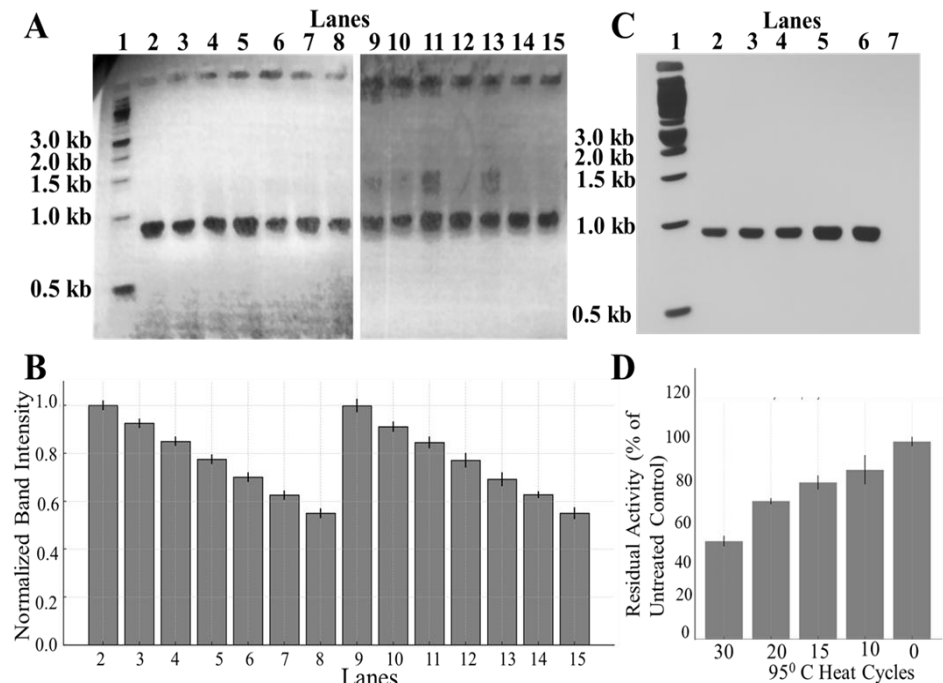 A
Lanes
1 2 3 4 5 6 7 8 9 10 11 12 13 14 15
3.0 kb
2.0 kb
1.5 kb
1.0 kb
0.5 kb
C
Lanes
1 2 3 4 5 6 7
3.0 kb
2.0 kb
1.5 kb
1.0 kb
0.5 kb
B
Normalized Band Intensity
1.0
0.8
0.6
0.4
0.2
0.0
2 3 4 5 6 7 8 9 10 11 12 13 14 15
Lanes
D
Residual Activity (% of
Untreated Control)
120
100
80
60
40
20
0
30 20 15 10 0
95⁰ C Heat Cycles